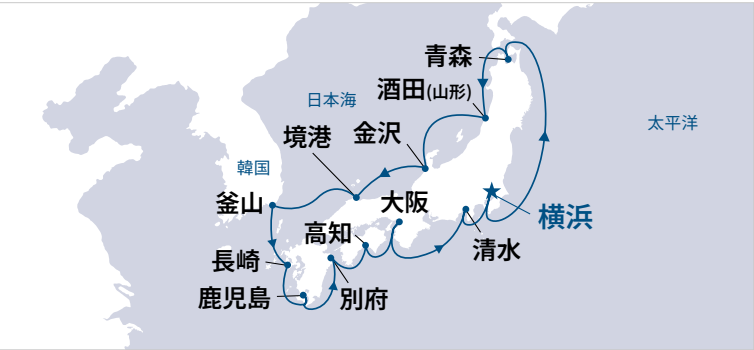 青森
酒田(山形)
日本海
太平洋
境港
金沢
韓国
釜山
大阪
横浜
高知
清水
長崎
鹿児島
別府